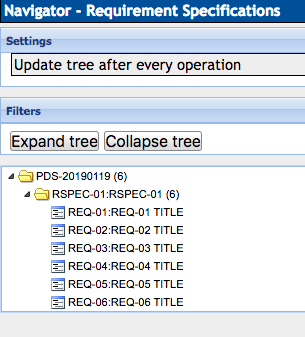 Navigator - Requirement Specifications
Settings
Update tree after every operation
Filters
Expand tree Collapse tree
PDS-20190119 (6)
RSPEC-01:RSPEC-01 (6)
REQ-01:REQ-01 TITLE
REQ-02:REQ-02 TITLE
REQ-03:REQ-03 TITLE
REQ-04:REQ-04 TITLE
REQ-05:REQ-05 TITLE
REQ-06:REQ-06 TITLE